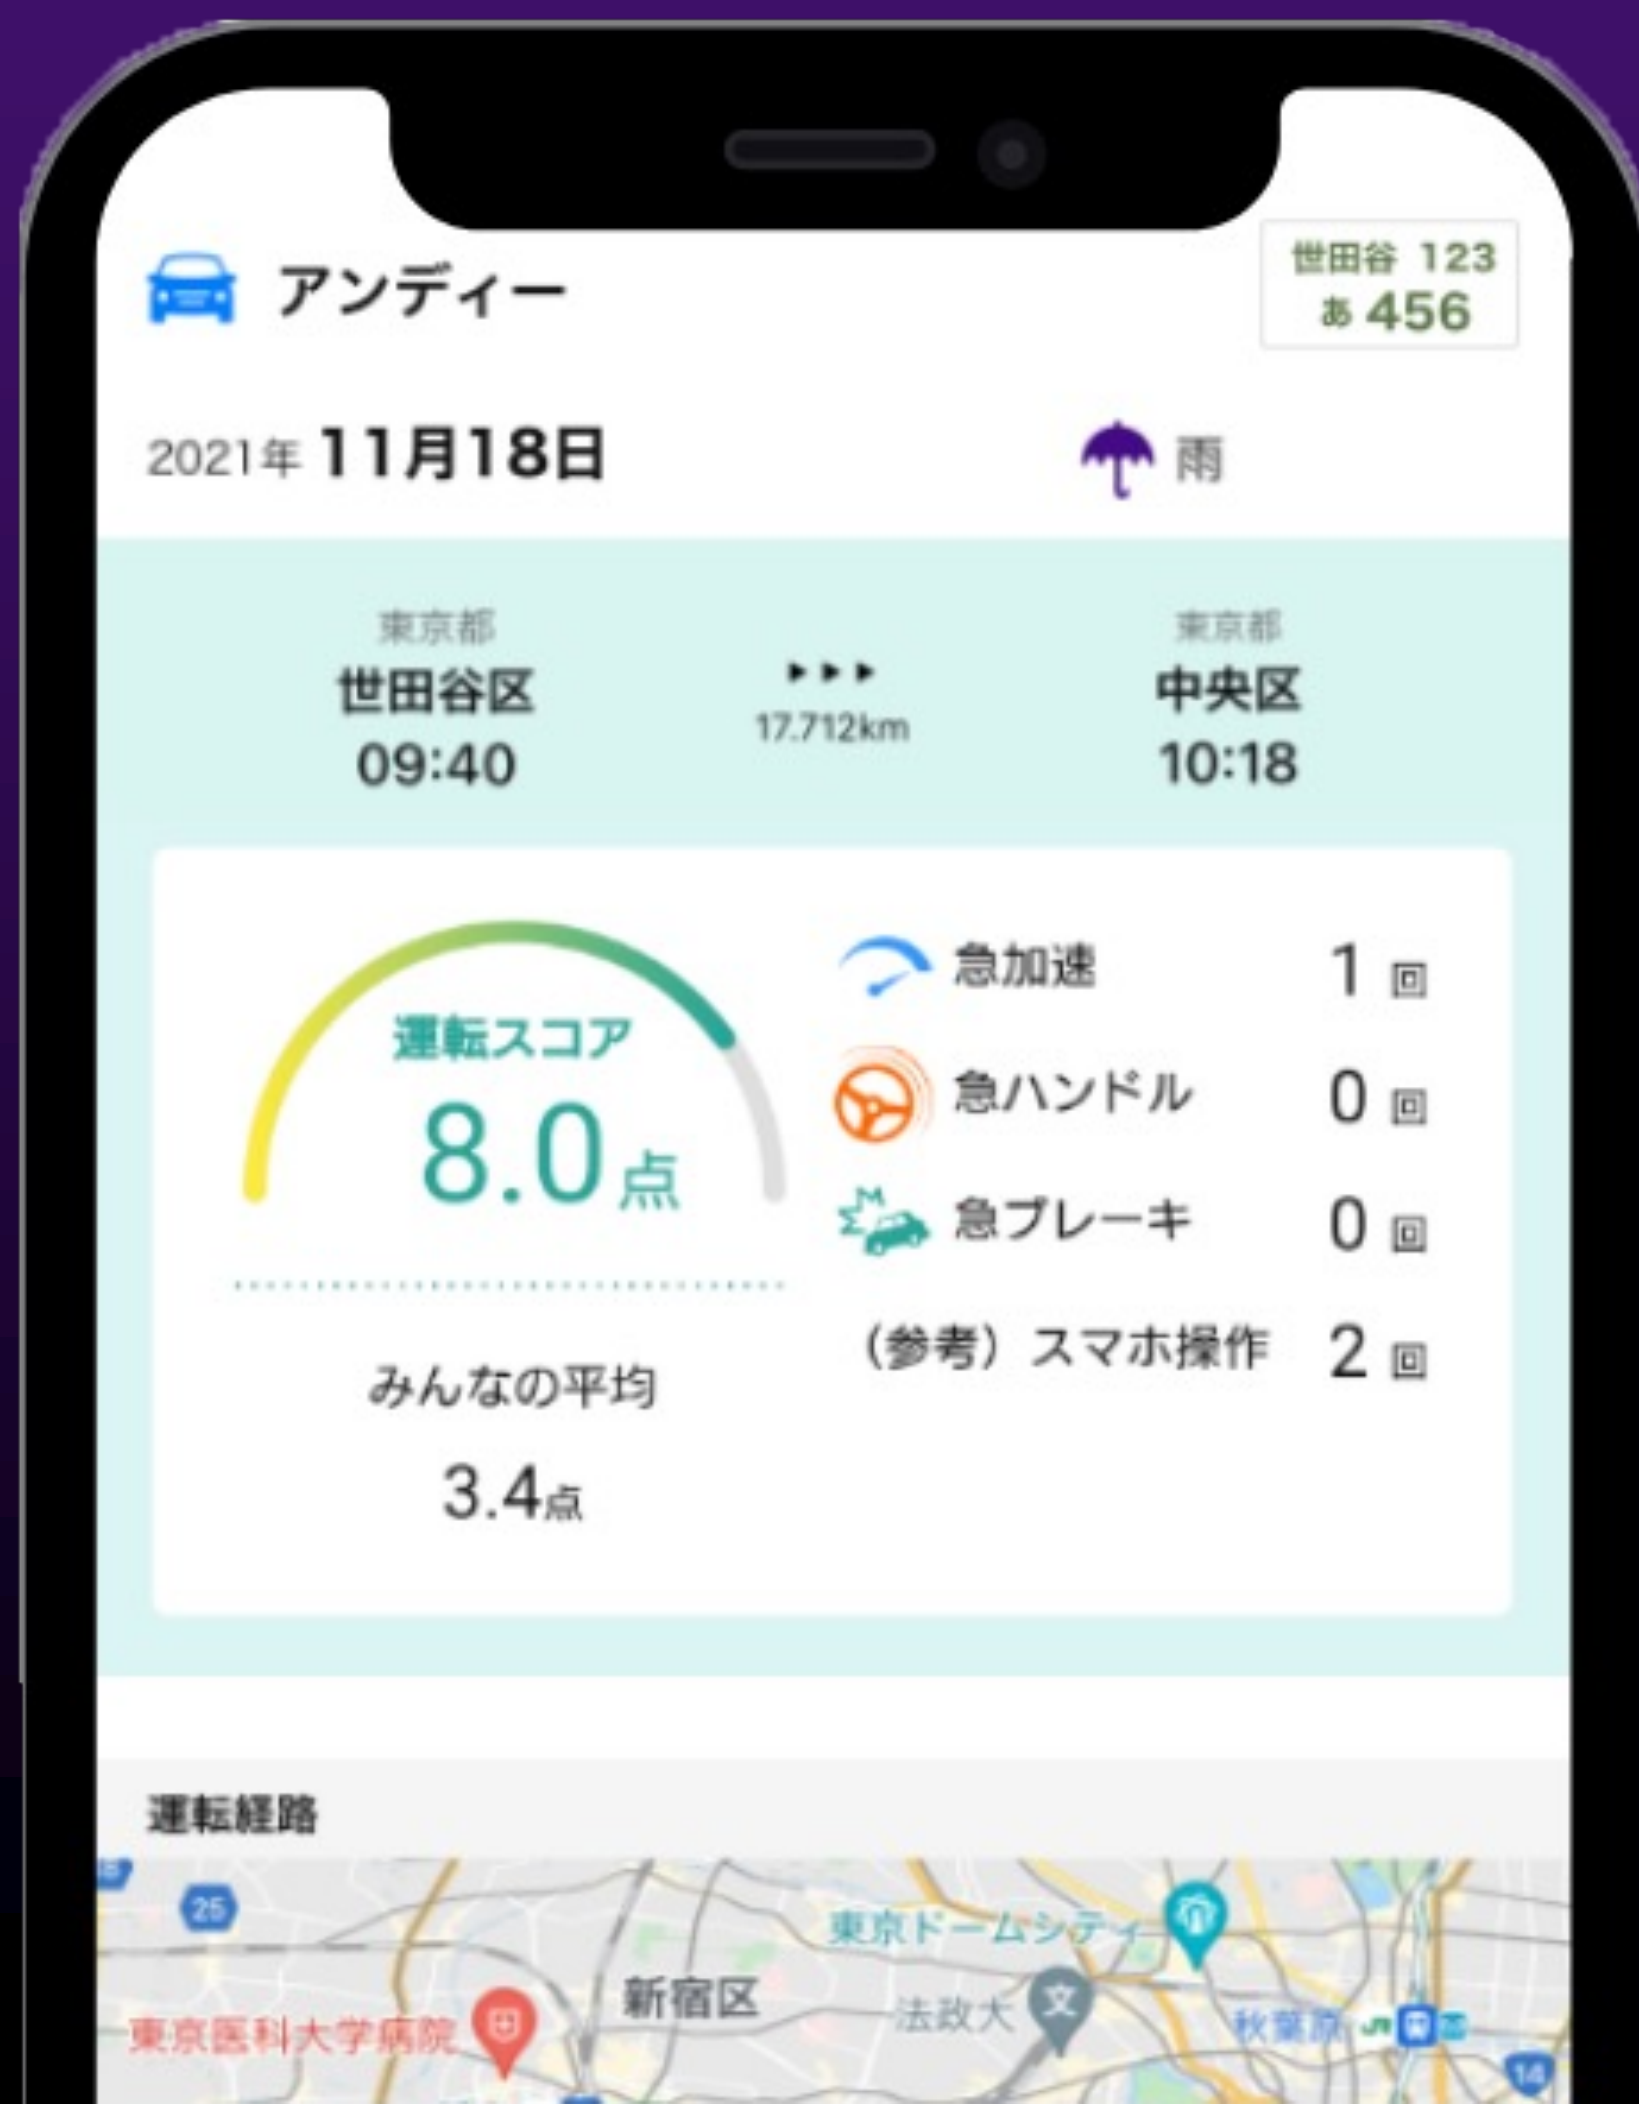 アンディー
世田谷 123
あ 456
2021年 11月18日
雨
東京都
世田谷区
09:40
17.712km
東京都
中央区
10:18
運転スコア
8.0点
みんなの平均
3.4点
急加速 1 回
急ハンドル 0 回
急ブレーキ 0 回
（参考）スマホ操作 2 回
運転経路
25
東京ドームシティ
新宿区
法政大
文
東京医科大学病院
秋葉原 JR
14